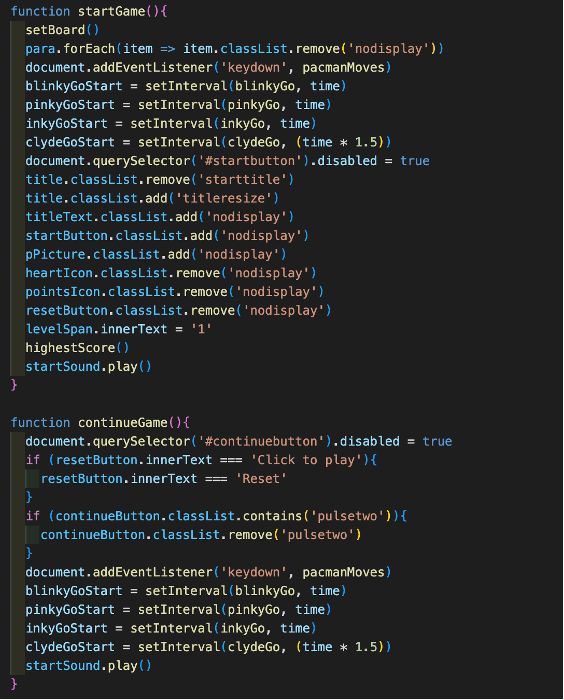 function startGame(){
setBoard()
para.forEach(item => item.classList.remove('nodisplay'))
document.addEventListener('keydown', pacmanMoves)
blinkyGoStart = setInterval(blinkyGo, time)
pinkyGoStart = setInterval(pinkyGo, time)
inkyGoStart = setInterval(inkyGo, time)
clydeGoStart = setInterval(clydeGo, (time * 1.5))
document.querySelector('#startbutton').disabled = true
title.classList.remove('starttitle')
title.classList.add('titleresize')
titleText.classList.add('nodisplay')
startButton.classList.add('nodisplay')
pPicture.classList.add('nodisplay')
heartIcon.classList.remove('nodisplay')
pointsIcon.classList.remove('nodisplay')
resetButton.classList.remove('nodisplay')
levelSpan.innerText = '1'
highestScore()
startSound.play()
}
function continueGame(){
document.querySelector('#continuebutton').disabled = true
if (resetButton.innerText === 'Click to play'){
resetButton.innerText === 'Reset'
}
if (continueButton.classList.contains('pulsetwo')){
continueButton.classList.remove('pulsetwo')
}
document.addEventListener('keydown', pacmanMoves)
blinkyGoStart = setInterval(blinkyGo, time)
pinkyGoStart = setInterval(pinkyGo, time)
inkyGoStart = setInterval(inkyGo, time)
clydeGoStart = setInterval(clydeGo, (time * 1.5))
startSound.play()
}